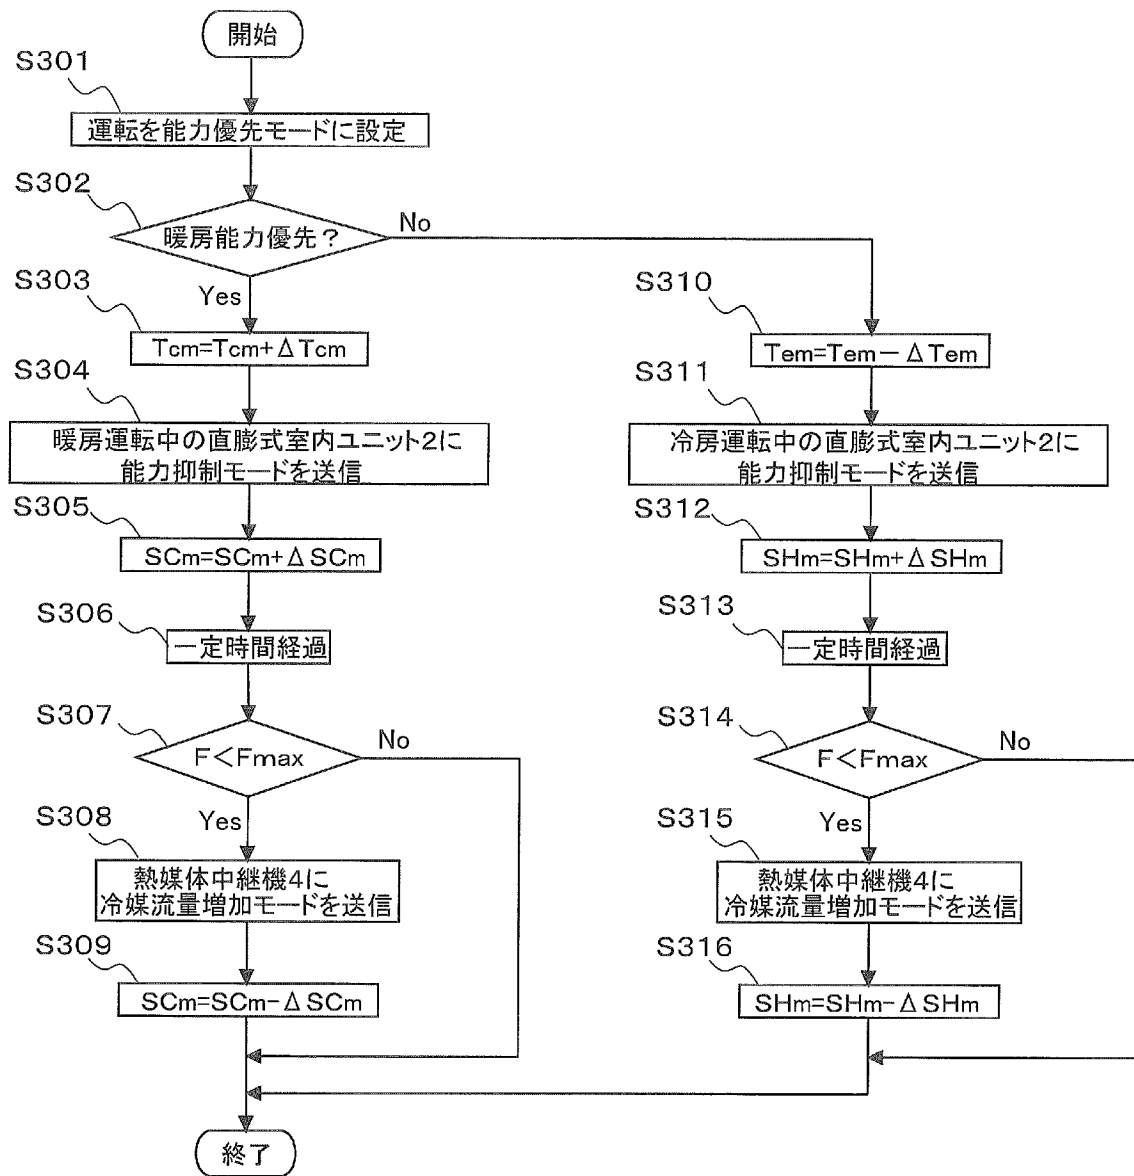 開始
S301
運転を能力優先モードに設定
S302
暖房能力優先？
No
Yes
S303
Tcm=Tcm+ΔTcm
S304
暖房運転中の直膨式室内ユニット2に
能力抑制モードを送信
S305
SCm=SCm+ΔSCm
S306
一定時間経過
S307
F＜Fmax
No
Yes
S308
熱媒体中継機4に
冷媒流量増加モードを送信
S309
SCm=SCm-ΔSCm
S310
Tem=Tem－ΔTem
S311
冷房運転中の直膨式室内ユニット2に
能力抑制モードを送信
S312
SHm=SHm+ΔSHm
S313
一定時間経過
S314
F＜Fmax
No
Yes
S315
熱媒体中継機4に
冷媒流量増加モードを送信
S316
SHm=SHm-ΔSHm
終了